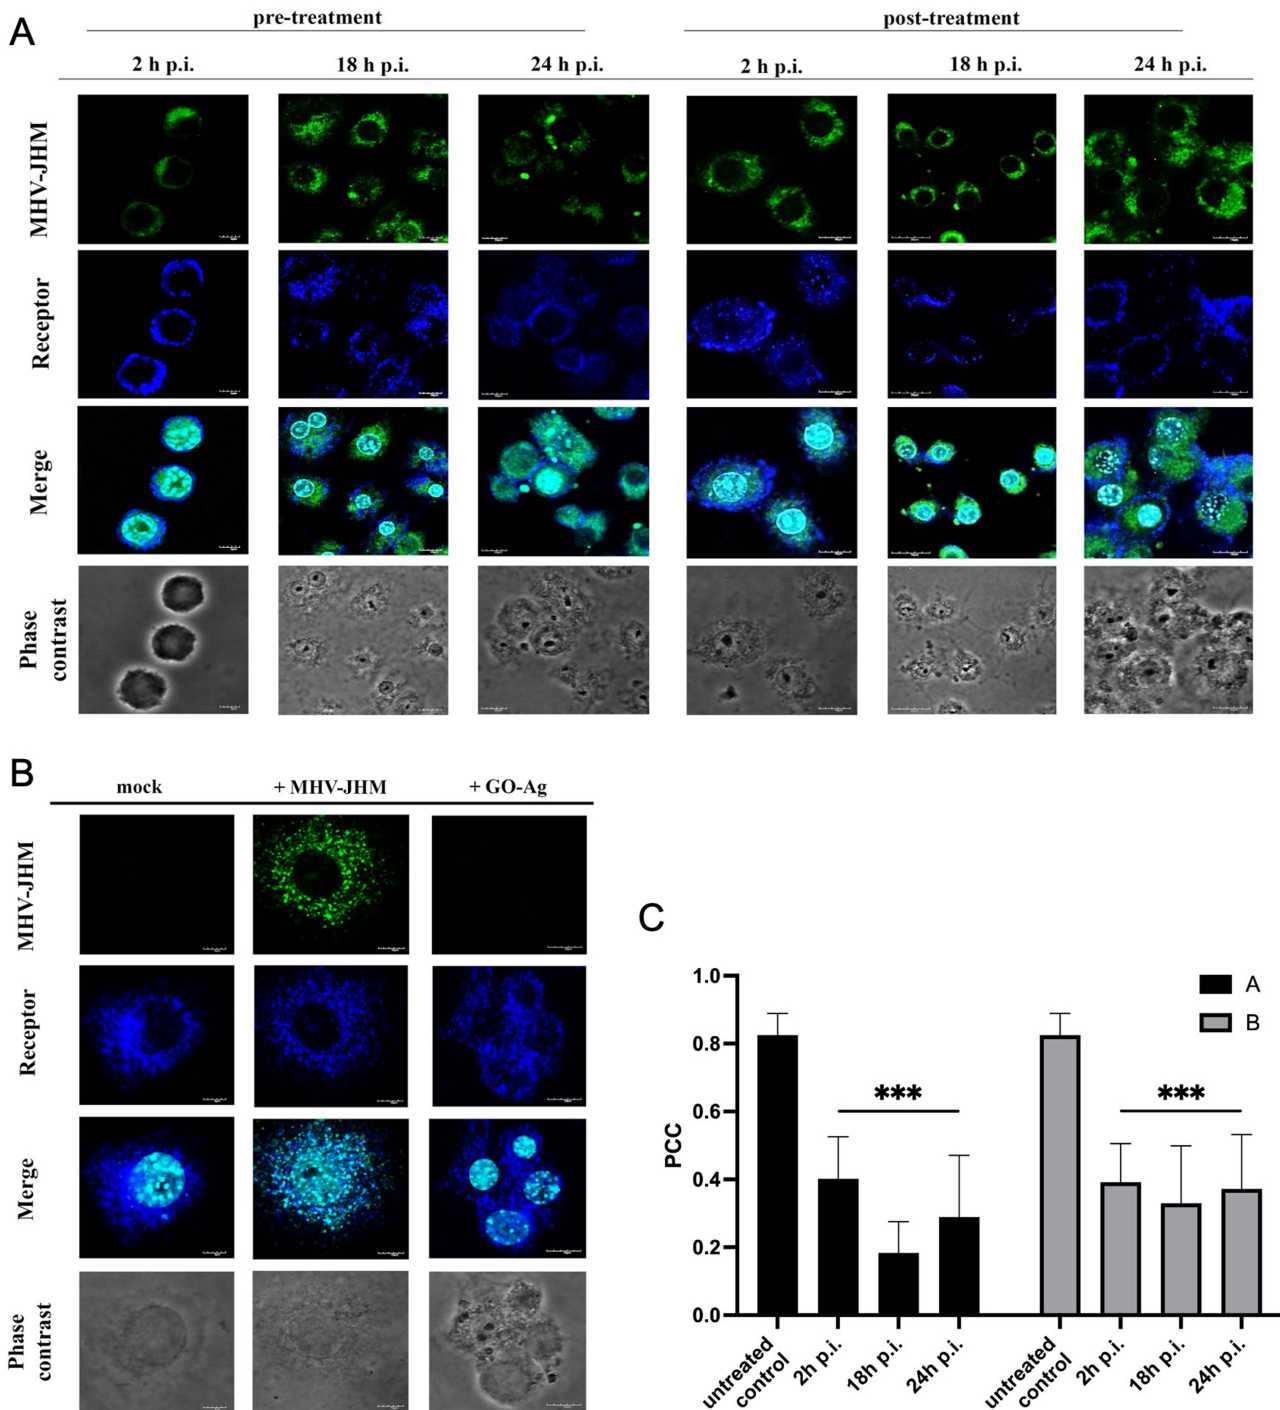 A
pre-treatment
post-treatment
2 h p.i.
18 h p.i.
24 h p.i.
2 h p.i.
18 h p.i.
24 h p.i.
MHV-JHM
Receptor
Merge
Phase
contrast
B
mock
+ MHV-JHM
+ GO-Ag
MHV-JHM
Receptor
Merge
Phase
contrast
C
PCC
1.0
0.8
0.6
0.4
0.2
0.0
***
***
A
B
untreated
control
2h p.i.
18h p.i.
24h p.i.
untreated
control
2h p.i.
18h p.i.
24h p.i.